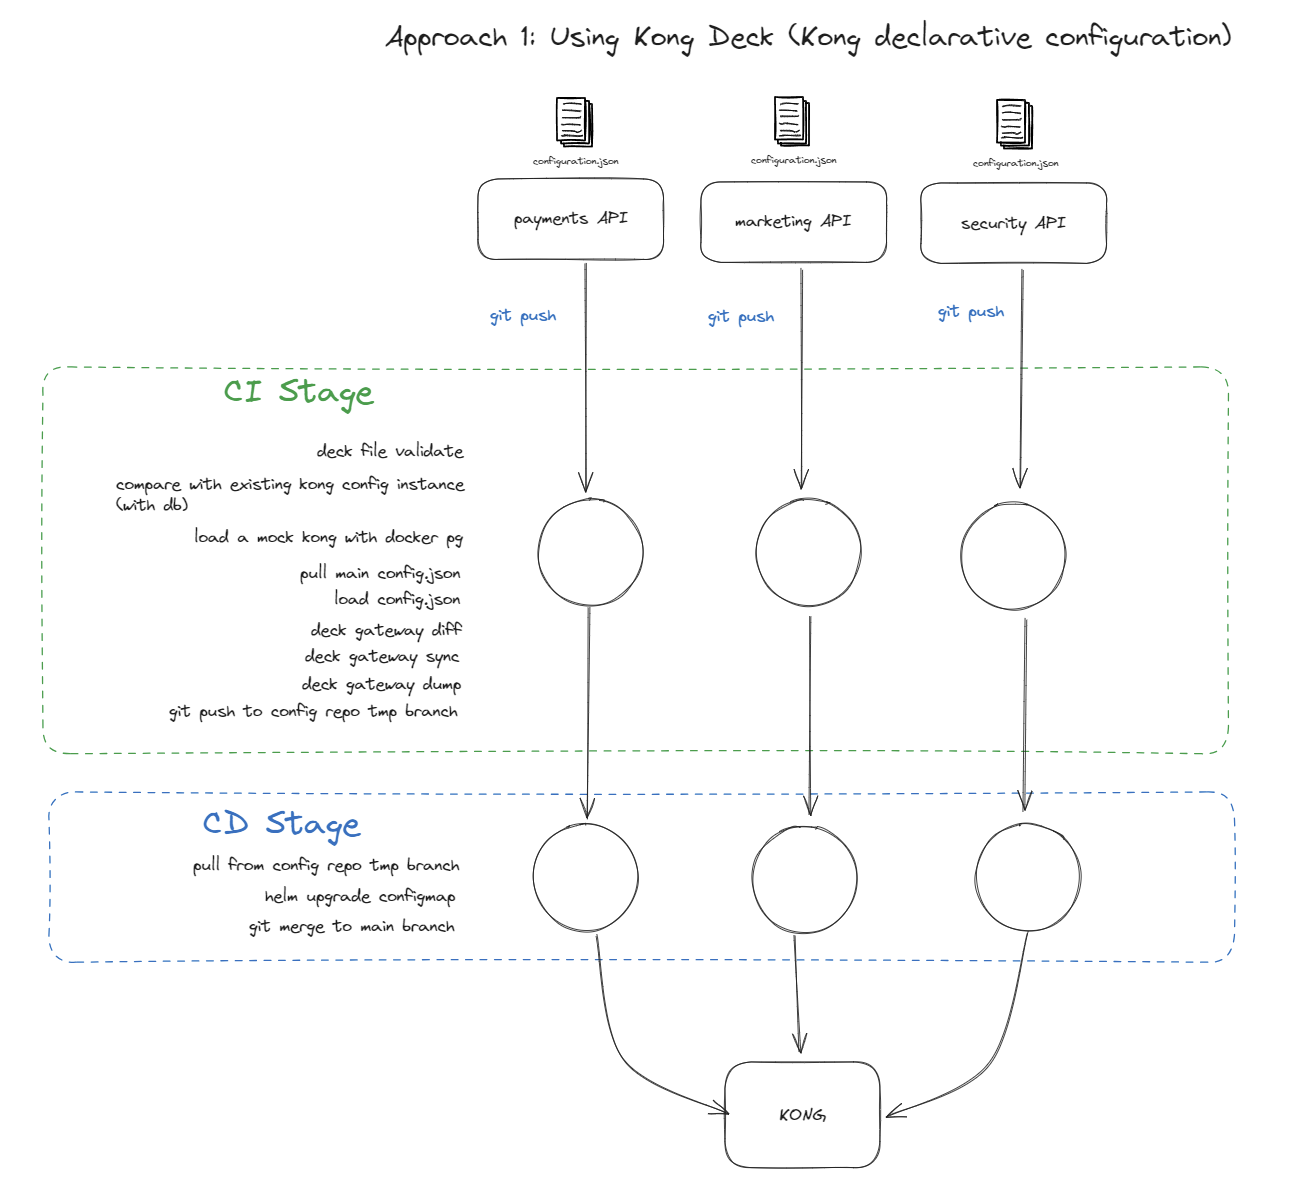 Approach 1: Using Kong Deck (Kong declarative configuration)
configuration.json
configuration.json
configuration.json
payments API
marketing API
security API
git push
git push
git push
CI Stage
deck file validate
compare with existing kong config instance
(with db)
load a mock kong with docker pg
pull main config.json
load config.json
deck gateway diff
deck gateway sync
deck gateway dump
git push to config repo tmp branch
CD Stage
pull from config repo tmp branch
helm upgrade configmap
git merge to main branch
KONG